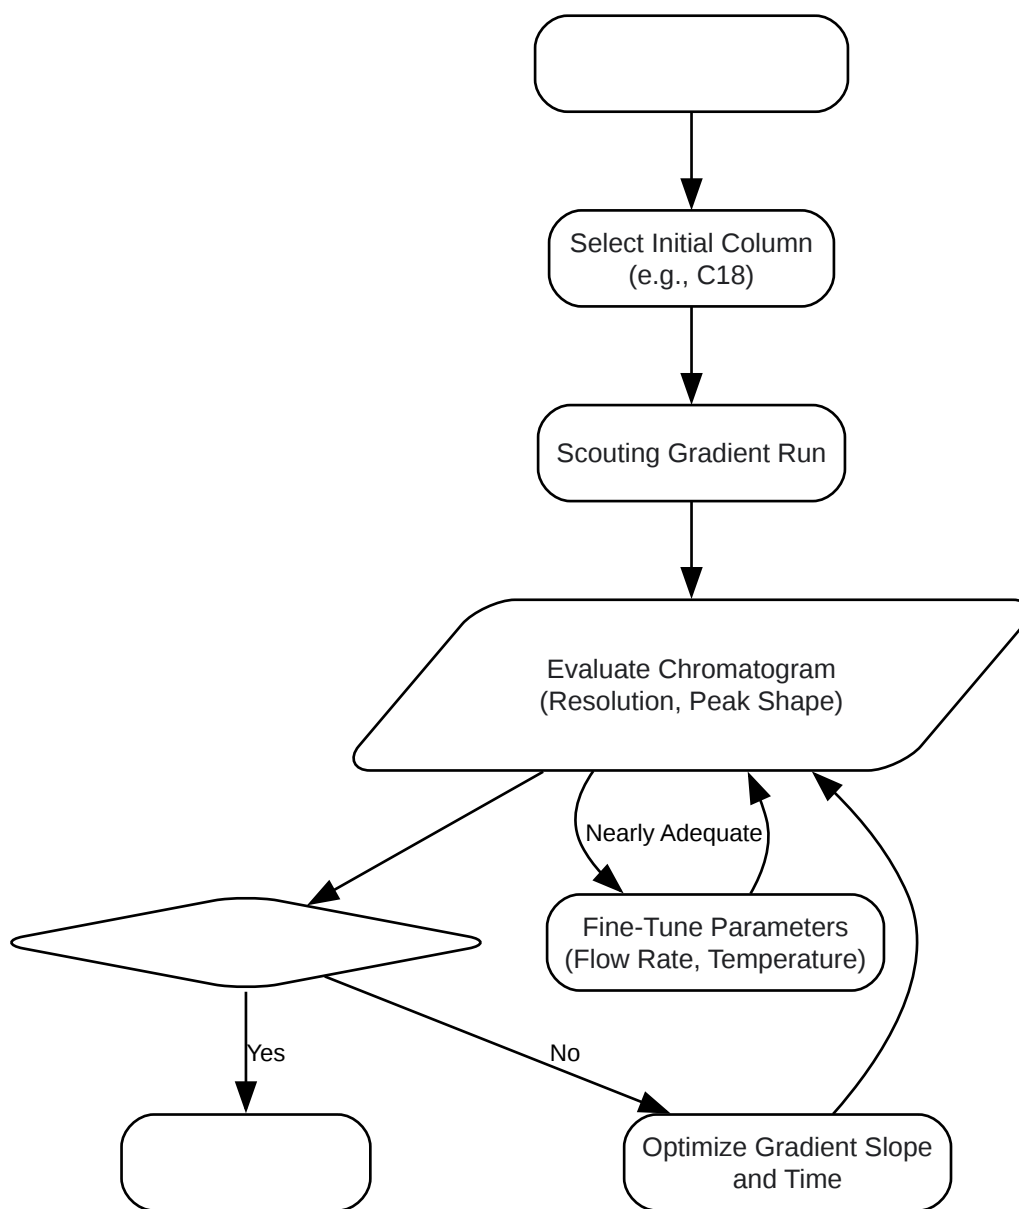 Select Initial Column
(e.g., C18)
Scouting Gradient Run
Evaluate Chromatogram
(Resolution, Peak Shape)
Nearly Adequate
Fine-Tune Parameters
(Flow Rate, Temperature)
Yes
No
Optimize Gradient Slope
and Time